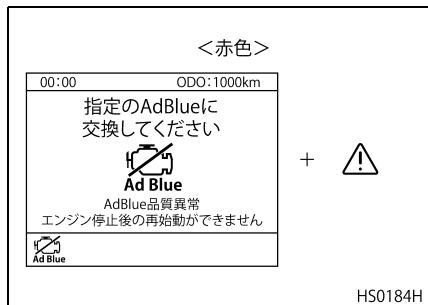 ＜赤色＞
00:00 ODO:1000km
指定のAdBlueに
交換してください
Ad Blue
AdBlue品質異常
エンジン停止後の再始動ができません
Ad Blue
+
HS0184H